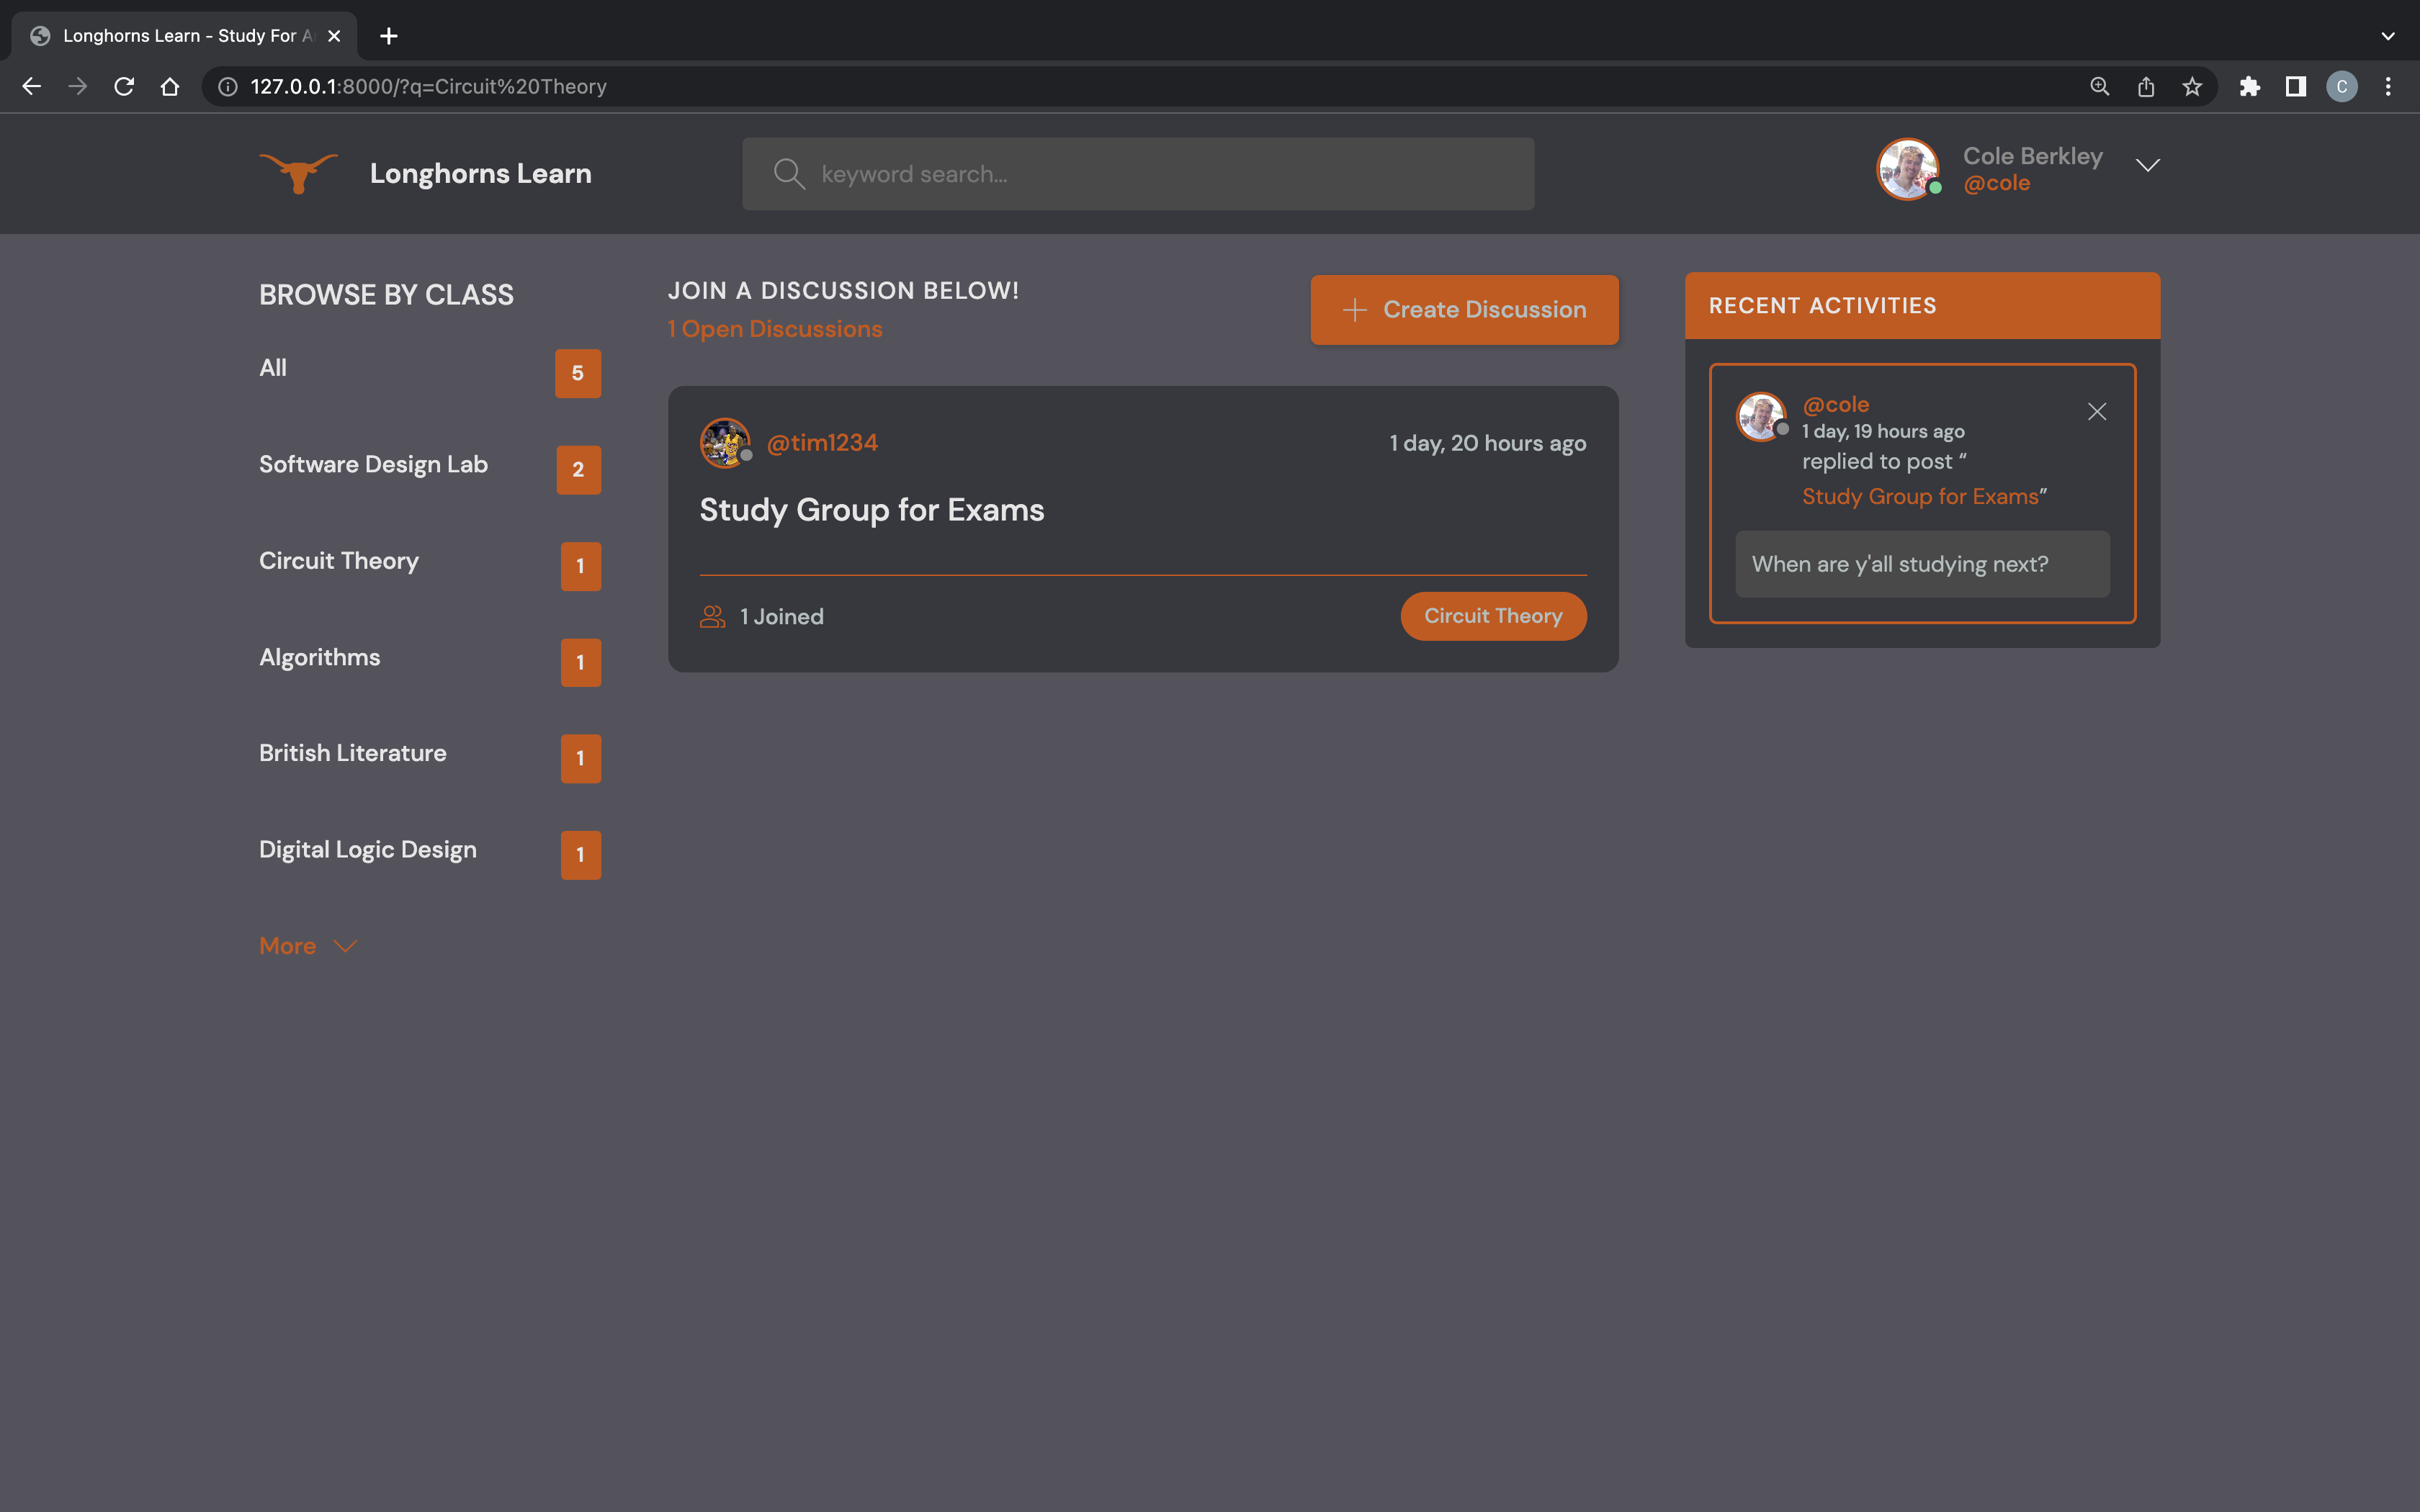 Longhorns Learn - Study For A
127.0.0.1:8000/?q=Circuit%20Theory
C
Longhorns Learn
keyword search...
Cole Berkley
@cole
BROWSE BY CLASS
All
5
Software Design Lab
2
Circuit Theory
1
Algorithms
1
British Literature
1
Digital Logic Design
1
More
JOIN A DISCUSSION BELOW!
1 Open Discussions
Create Discussion
@tim1234
1 day, 20 hours ago
Study Group for Exams
1 Joined
Circuit Theory
RECENT ACTIVITIES
@cole
1 day, 19 hours ago
replied to post “
Study Group for Exams”
When are y'all studying next?